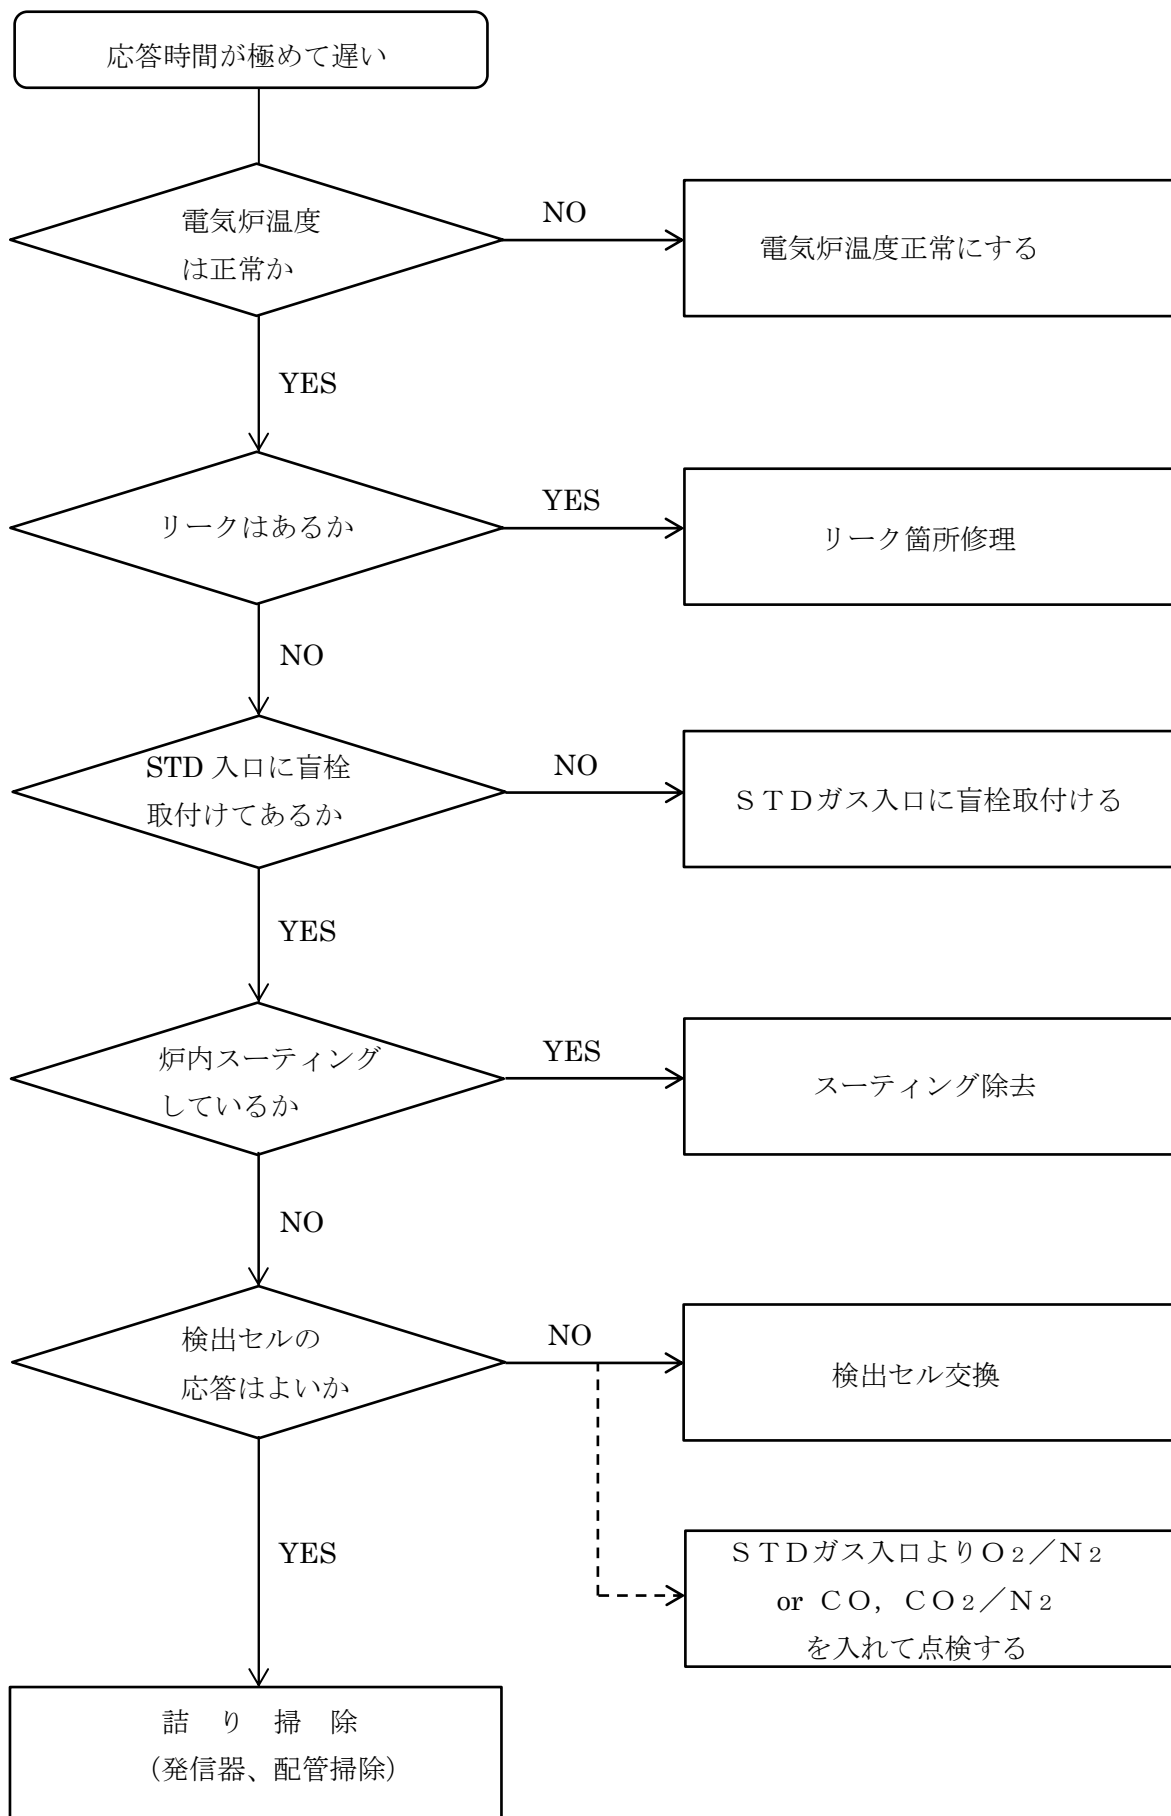 応答時間が極めて遅い
電気炉温度
は正常か
NO
電気炉温度正常にする
YES
リークはあるか
YES
リーク箇所修理
NO
STD 入口に盲栓
取付けてあるか
NO
ＳＴＤガス入口に盲栓取付ける
YES
炉内スーティング
しているか
YES
スーティング除去
NO
検出セルの
応答はよいか
NO
検出セル交換
YES
ＳＴＤガス入口よりＯ２／Ｎ２
or ＣＯ，ＣＯ２／Ｎ２
を入れて点検する
詰　り　掃　除
（発信器、配管掃除）